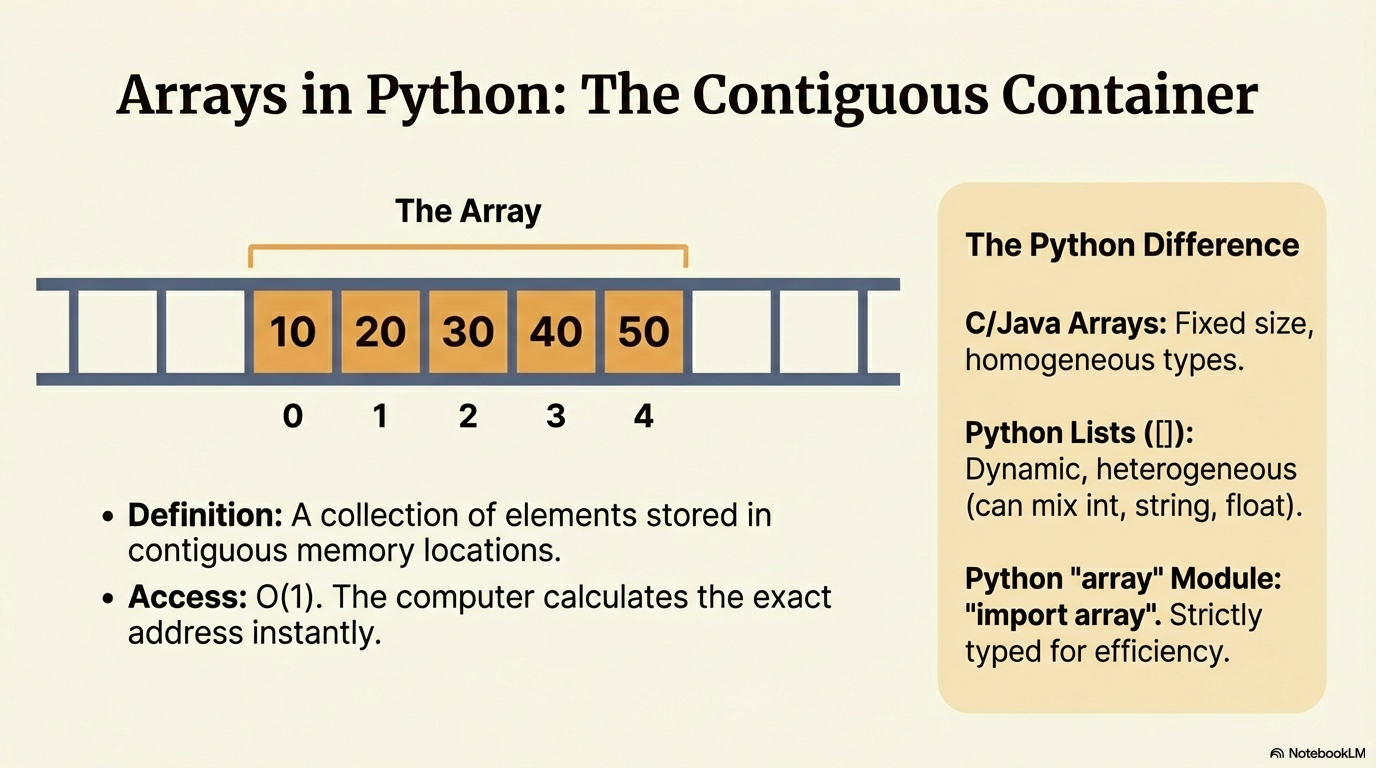 Arrays in Python: The Contiguous Container
The Array
10 20 30 40 50
0 1 2 3 4
• Definition: A collection of elements stored in
contiguous memory locations.
• Access: O(1). The computer calculates the exact
address instantly.
The Python Difference
C/Java Arrays: Fixed size,
homogeneous types.
Python Lists ([]):
Dynamic, heterogeneous
(can mix int, string, float).
Python "array" Module:
"import array". Strictly
typed for efficiency.
NotebookLM